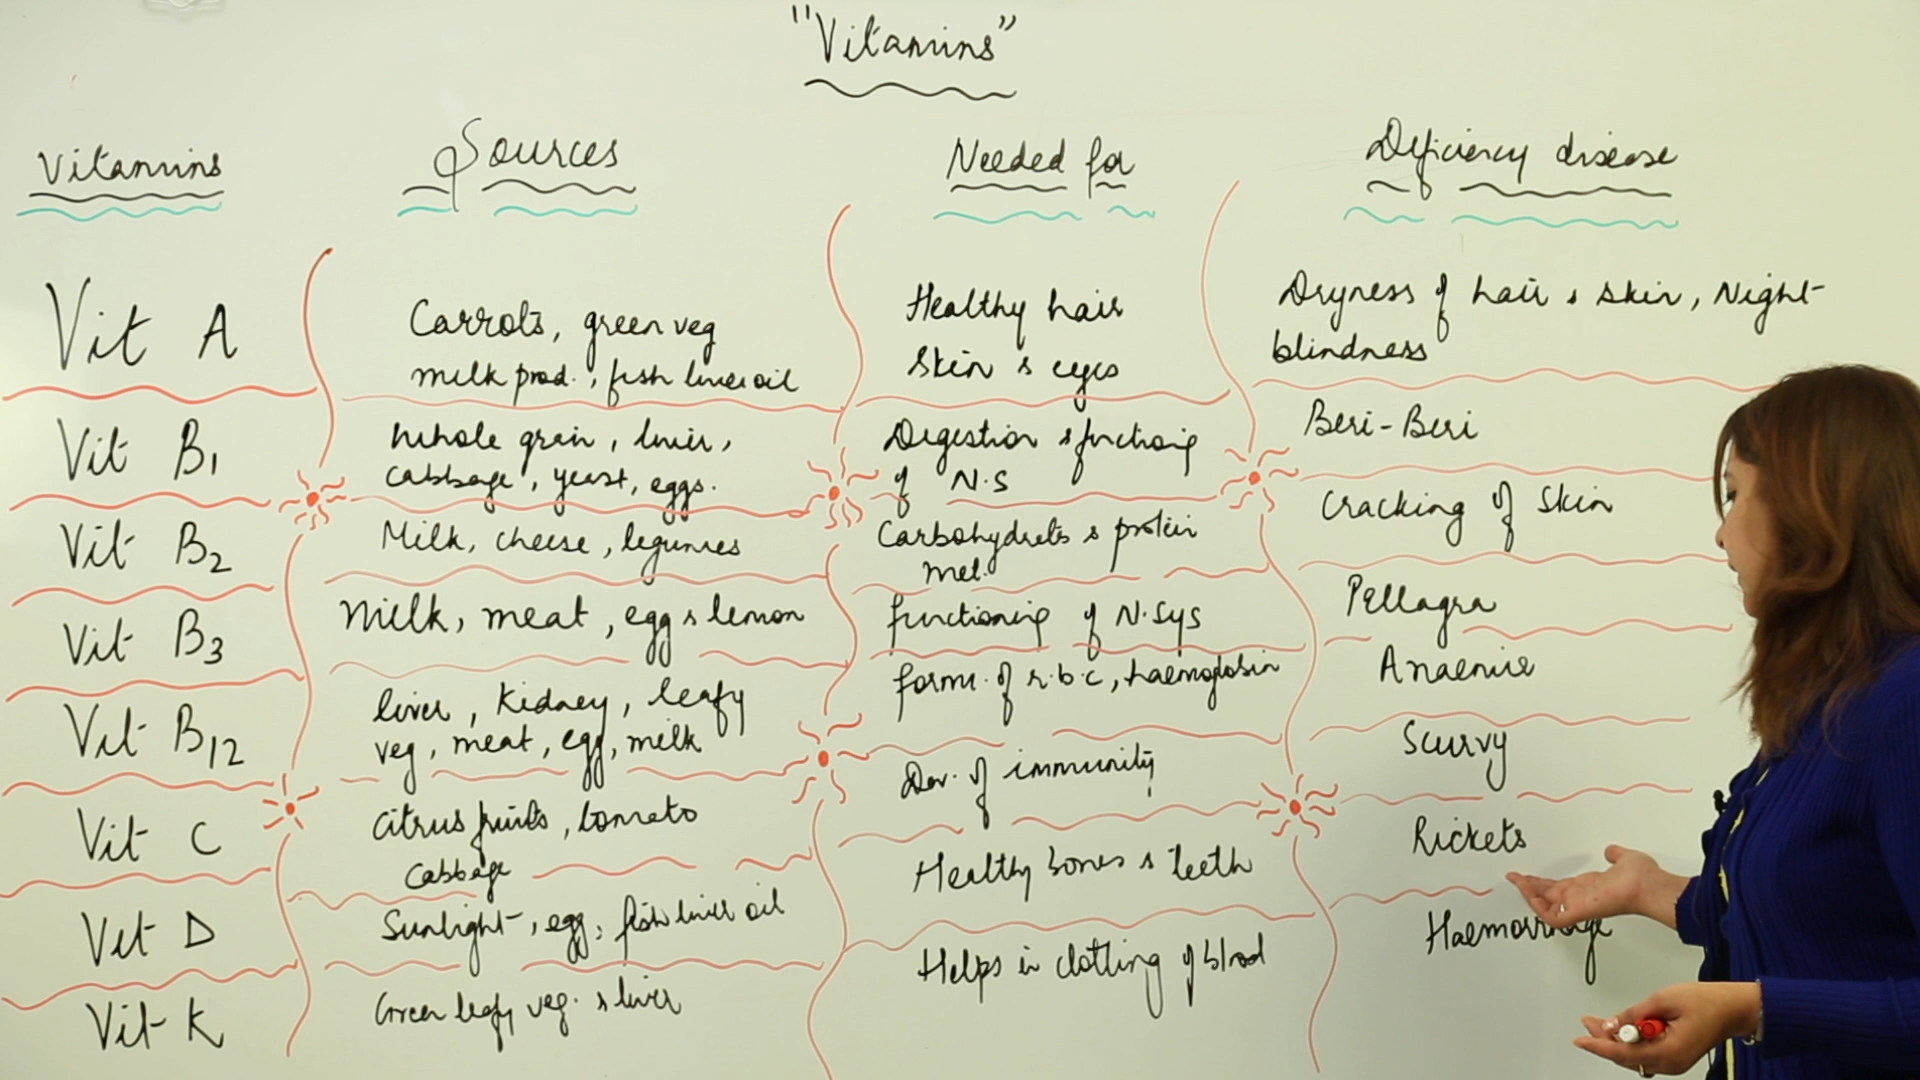 "Vitamins"
Vitamins Sources Needed for Deficiency disease
Vit A
Carrots, green veg
milk prod., fish liver oil
Healthy hair
skin & eyes
Dryness of hair & skin, Night
blindness
Vit B1
whole grain, liver,
cabbage, yeast, eggs.
Digestion & functioning
of N.S
Beri-Beri
Vit B2
Milk, cheese, legumes
Carbohydrets & protein
met.
Cracking of skin
Vit B3
Milk, meat, egg & lemon
functioning of N.Sys
Pellagra
Vit B12
liver, Kidney, leafy
veg, meat, egg, milk
form. of r.b.c, haemoglobin
Anaemia
Vit C
citrus fruits, tomato
cabbage
Dev. of immunity
Scurvy
Vit D
Sunlight, egg, fish liver oil
Healthy bones & teeth
Rickets
Vit K
Green leafy veg. & liver
Helps in clotting of blood
Haemorrhage